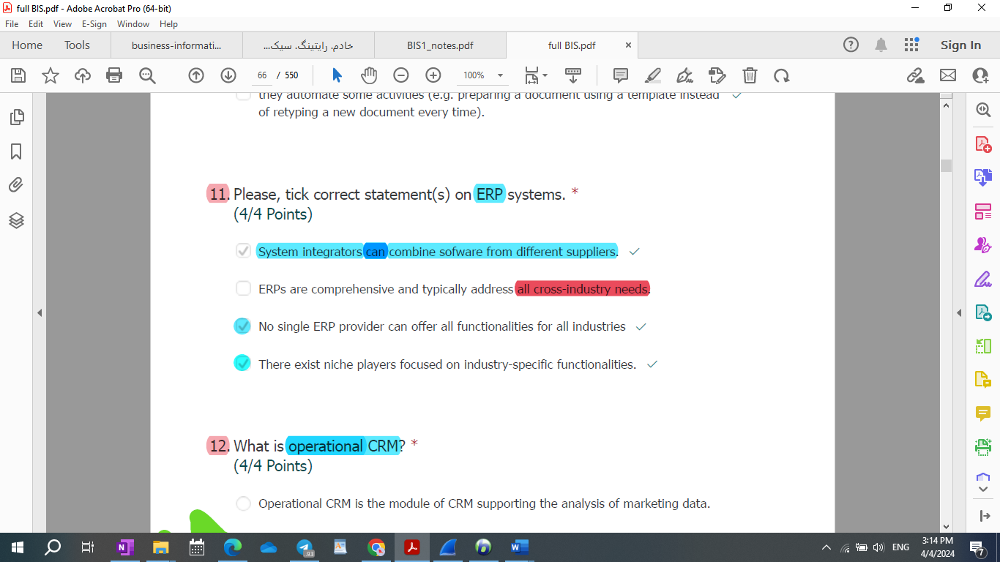 full BIS.pdf - Adobe Acrobat Pro (64-bit)
File Edit View E-Sign Window Help
Home Tools business-informati... خادم. رايتينگ. سيک... BIS1_notes.pdf full BIS.pdf × Sign In
66 / 550 100%
they automate some activities (e.g. preparing a document using a template instead
of retyping a new document every time).
11. Please, tick correct statement(s) on ERP systems. *
(4/4 Points)
System integrators can combine sofware from different suppliers.
ERPs are comprehensive and typically address all cross-industry needs.
No single ERP provider can offer all functionalities for all industries
There exist niche players focused on industry-specific functionalities.
12. What is operational CRM? *
(4/4 Points)
Operational CRM is the module of CRM supporting the analysis of marketing data.
93
ENG
3:14 PM
4/4/2024
7